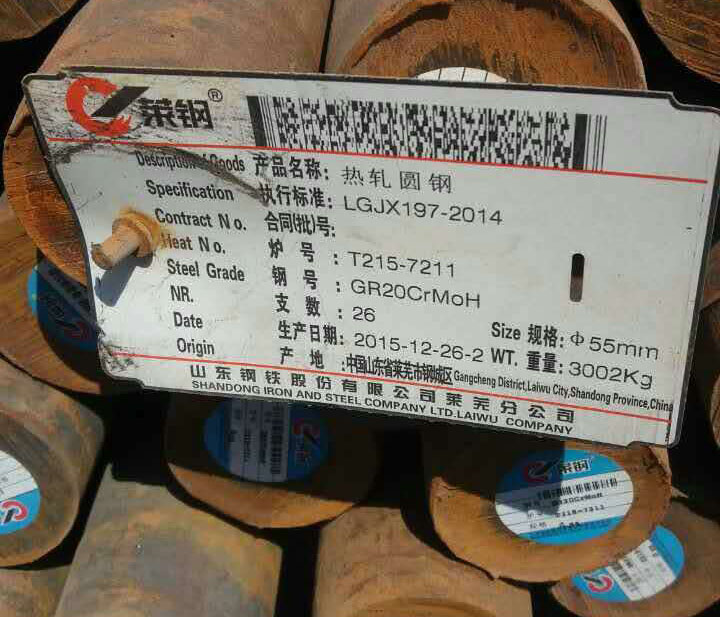 莱钢®
Description of Goods 产品名称: 热轧圆钢
Specification 执行标准: LGJX197-2014
Contract No. 合同(批)号:
Heat No. 炉号: T215-7211
Steel Grade 钢号: GR20CrMoH
NR. 支数: 26 Size 规格: Φ55mm
Date 生产日期: 2015-12-26-2 WT. 重量: 3002Kg
Origin 产地: 中国山东省莱芜市钢城区 Gangcheng District,Laiwu City,Shandong Province,China
山东钢铁股份有限公司莱芜分公司
SHANDONG IRON AND STEEL COMPANY LTD.LAIWU COMPANY
莱钢
GR20CrMoH